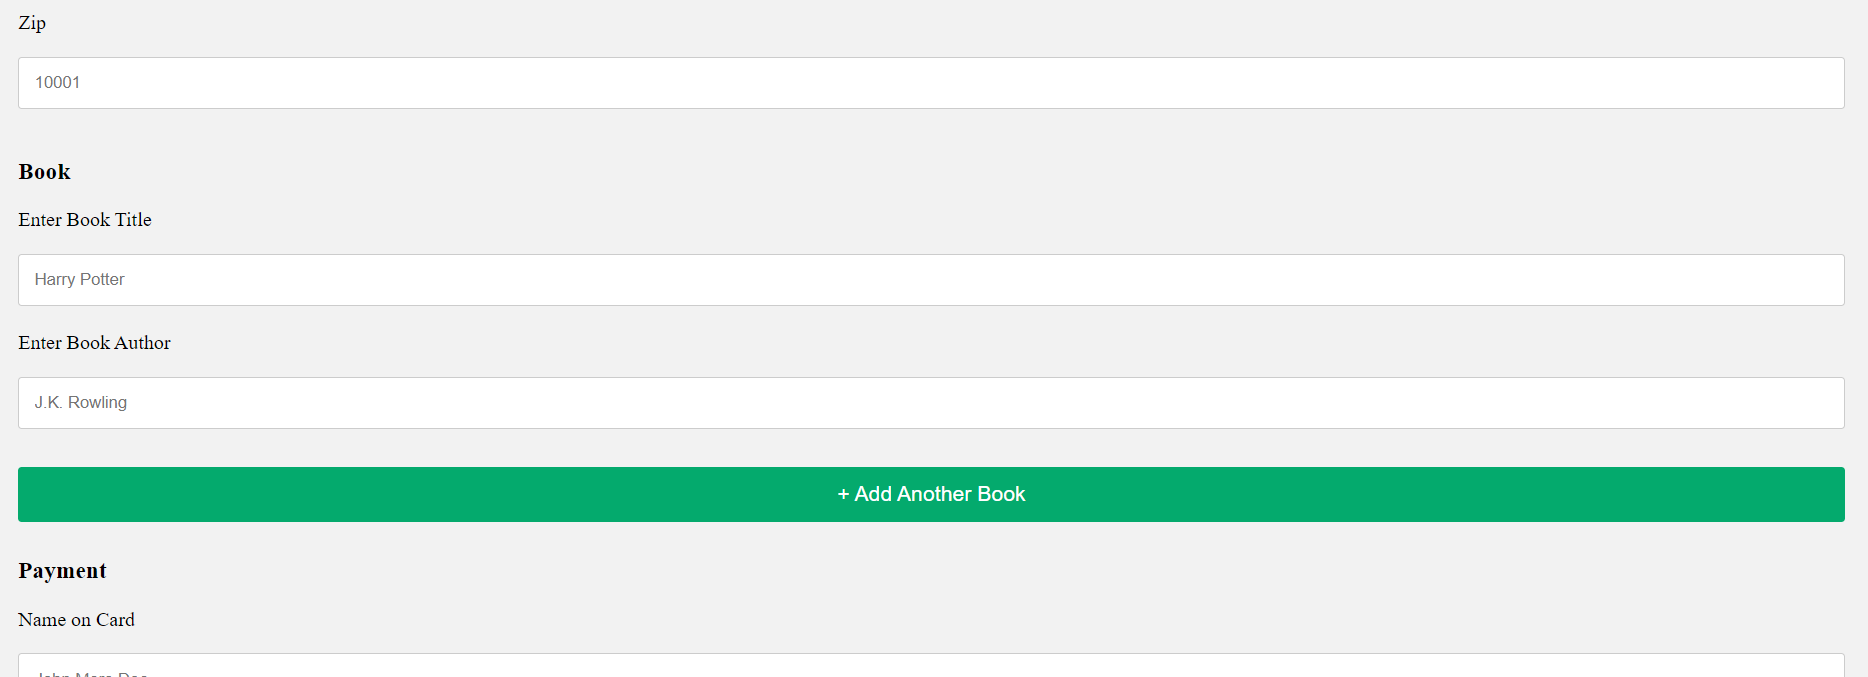 Zip
10001
Book
Enter Book Title
Harry Potter
Enter Book Author
J.K. Rowling
+ Add Another Book
Payment
Name on Card